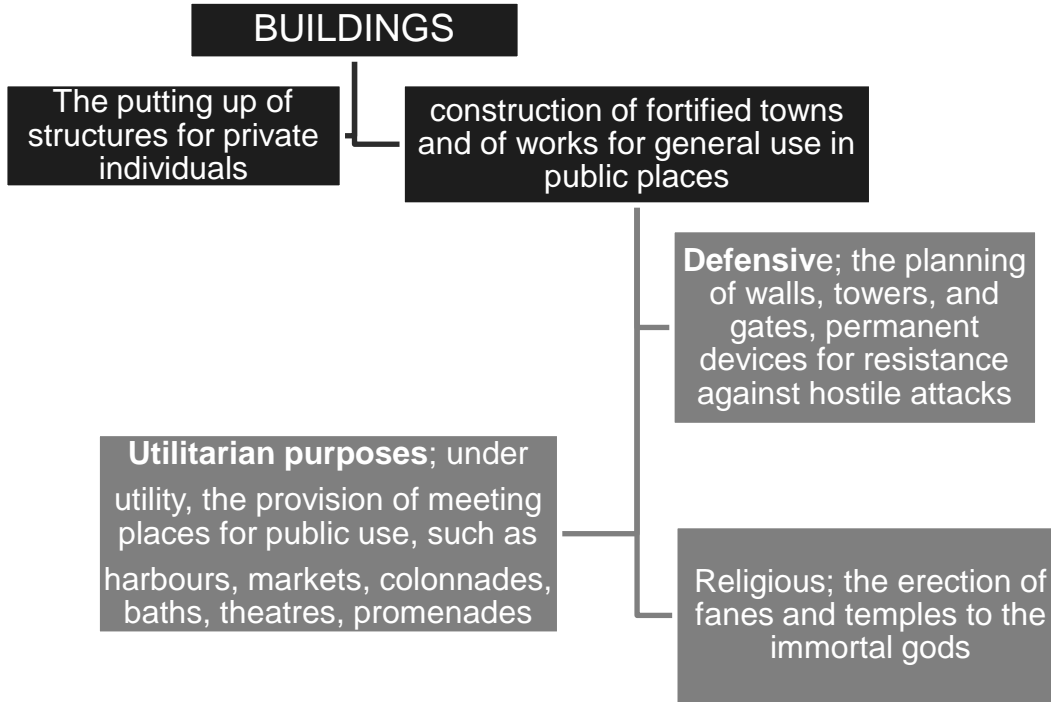 BUILDINGS
The putting up of
structures for private
individuals
construction of fortified towns
and of works for general use in
public places
Defensive; the planning
of walls, towers, and
gates, permanent
devices for resistance
against hostile attacks
Utilitarian purposes; under
utility, the provision of meeting
places for public use, such as
harbours, markets, colonnades,
baths, theatres, promenades
Religious; the erection of
fanes and temples to the
immortal gods